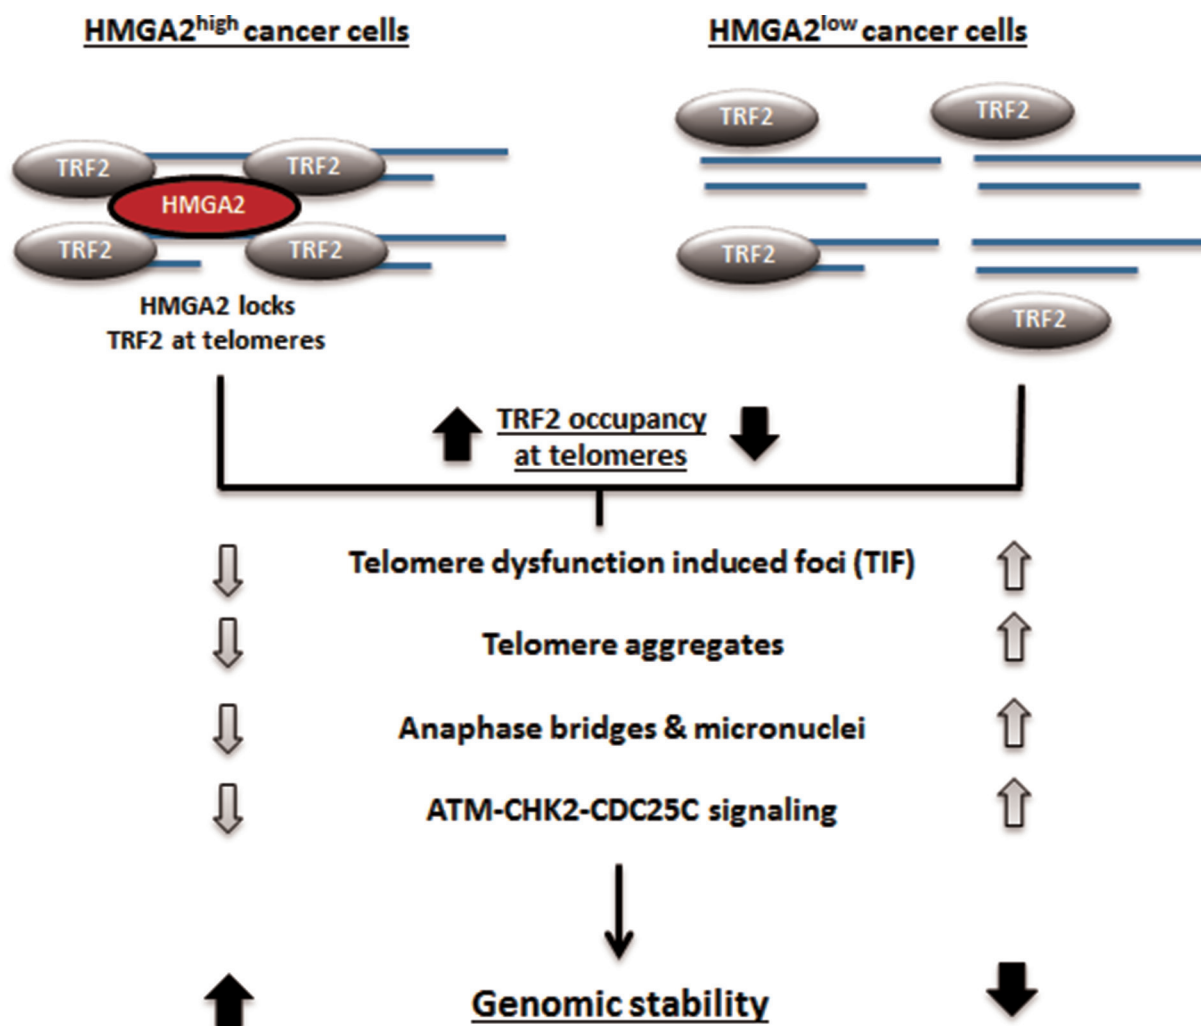 HMGA2high cancer cells
HMGA2low cancer cells
TRF2
TRF2
HMGA2
TRF2
TRF2
TRF2
TRF2
TRF2
TRF2
HMGA2 locks
TRF2 at telomeres
TRF2 occupancy
at telomeres
Telomere dysfunction induced foci (TIF)
Telomere aggregates
Anaphase bridges & micronuclei
ATM-CHK2-CDC25C signaling
Genomic stability